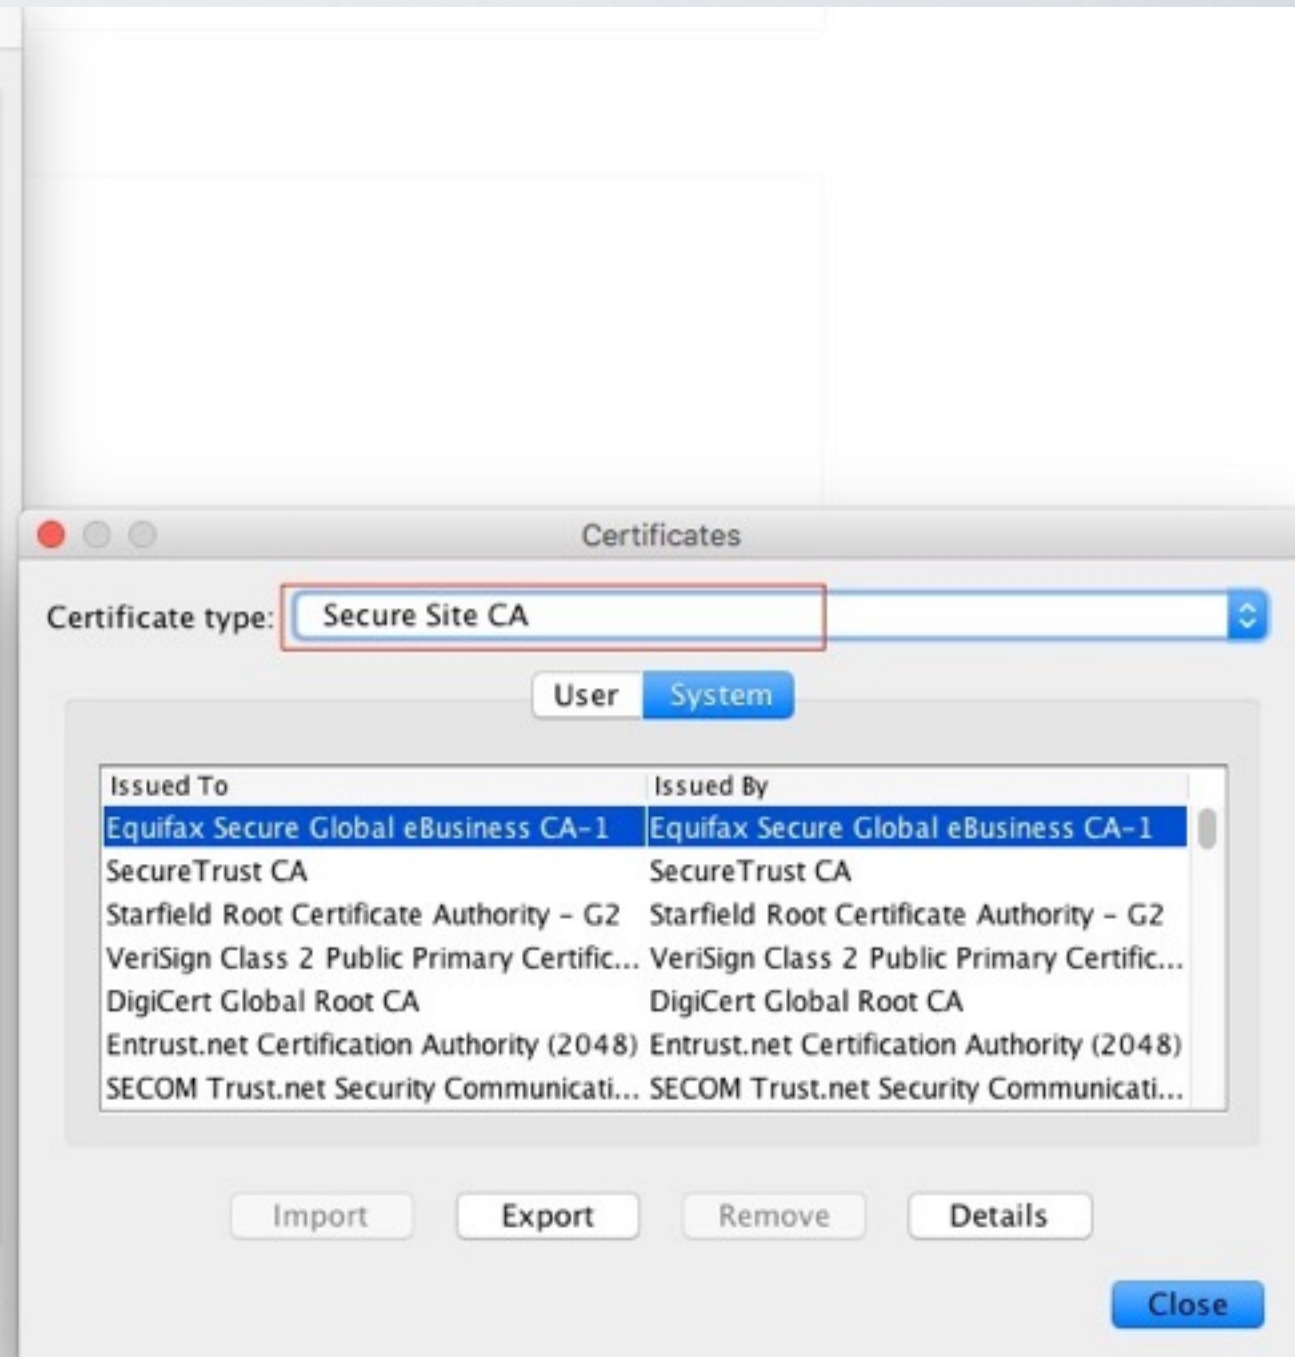 Certificates
Certificate type: Secure Site CA
User System
Issued To Issued By
Equifax Secure Global eBusiness CA-1 Equifax Secure Global eBusiness CA-1
SecureTrust CA SecureTrust CA
Starfield Root Certificate Authority - G2 Starfield Root Certificate Authority - G2
VeriSign Class 2 Public Primary Certific... VeriSign Class 2 Public Primary Certific...
DigiCert Global Root CA DigiCert Global Root CA
Entrust.net Certification Authority (2048) Entrust.net Certification Authority (2048)
SECOM Trust.net Security Communicati... SECOM Trust.net Security Communicati...
Import Export Remove Details
Close